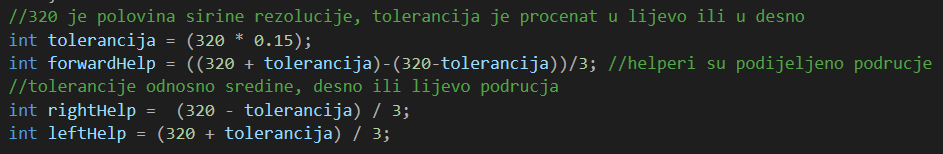 //320 je polovina sirine rezolucije, tolerancija je procenat u lijevo ili u desno
int tolerancija = (320 * 0.15);
int forwardHelp = ((320 + tolerancija)-(320-tolerancija))/3; //helperi su podijeljeno podrucje
//tolerancije odnosno sredine, desno ili lijevo podrucja
int rightHelp =  (320 - tolerancija) / 3;
int leftHelp = (320 + tolerancija) / 3;